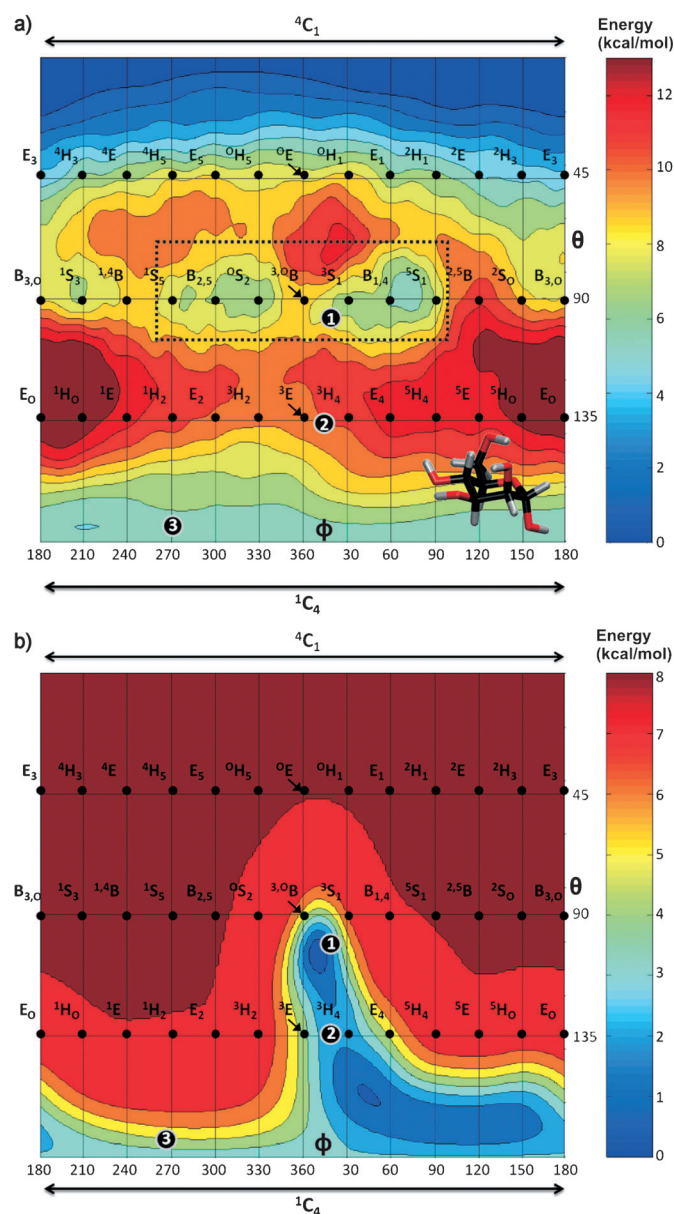 a)
⁴C₁
Energy
(kcal/mol)
E₃ ⁴H₃ ⁴E ⁴H₅ E₅ ᴼH₅ ᴼE ᴼH₁ E₁ ²H₁ ²E ²H₃ E₃
45
θ
B₃,ₒ ¹S₃ ¹,⁴B ¹S₅ B₂,₅ ᴼS₂ ³,ᴼB ³S₁ B₁,₄ ⁵S₁ ²,⁵B ²Sₒ B₃,ₒ
90
1
Eₒ ¹Hₒ ¹E ¹H₂ E₂ ³H₂ ³E ³H₄ E₄ ⁵H₄ ⁵E ⁵Hₒ Eₒ
2
135
3
ϕ
180 210 240 270 300 330 360 30 60 90 120 150 180
12
10
8
6
4
2
0
¹C₄
b)
⁴C₁
Energy
(kcal/mol)
E₃ ⁴H₃ ⁴E ⁴H₅ E₅ ᴼH₅ ᴼE ᴼH₁ E₁ ²H₁ ²E ²H₃ E₃
45
θ
B₃,ₒ ¹S₃ ¹,⁴B ¹S₅ B₂,₅ ᴼS₂ ³,ᴼB ³S₁ B₁,₄ ⁵S₁ ²,⁵B ²Sₒ B₃,ₒ
90
1
Eₒ ¹Hₒ ¹E ¹H₂ E₂ ³H₂ ³E ³H₄ E₄ ⁵H₄ ⁵E ⁵Hₒ Eₒ
2
135
3
ϕ
180 210 240 270 300 330 360 30 60 90 120 150 180
8
7
6
5
4
3
2
1
0
¹C₄